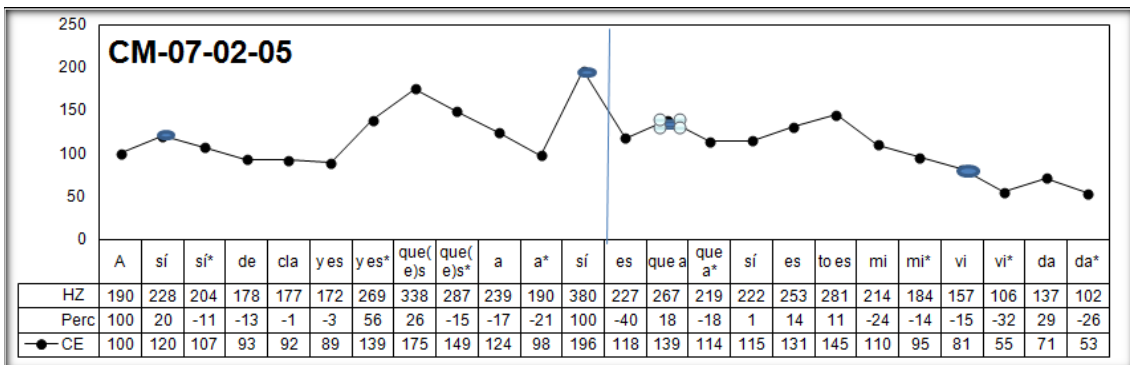 250
CM-07-02-05
200
150
100
50
0
A sí sí* de cla y es y es* que(e)s que(e)s* a a* sí es que a que a* sí es to es mi mi* vi vi* da da*
HZ 190 228 204 178 177 172 269 338 287 239 190 380 227 267 219 222 253 281 214 184 157 106 137 102
Perc 100 20 -11 -13 -1 -3 56 26 -15 -17 -21 100 -40 18 -18 1 14 11 -24 -14 -15 -32 29 -26
CE 100 120 107 93 92 89 139 175 149 124 98 196 118 139 114 115 131 145 110 95 81 55 71 53